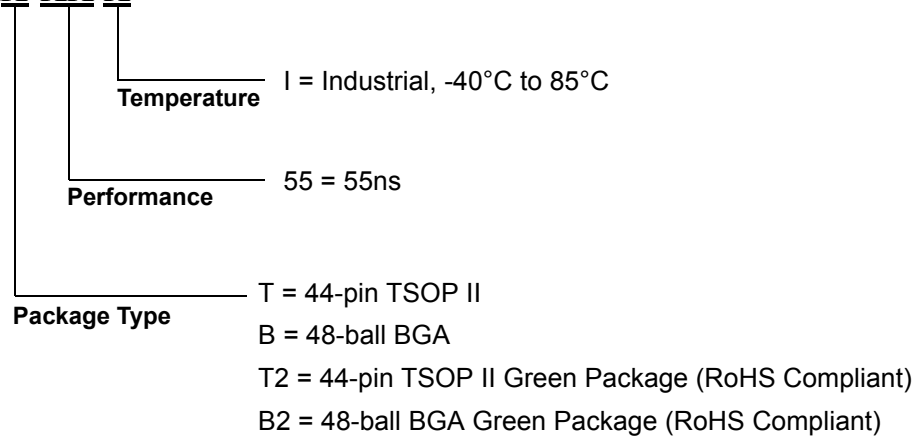 I = Industrial, -40°C to 85°C
Temperature
55 = 55ns
Performance
T = 44-pin TSOP II
Package Type
B = 48-ball BGA
T2 = 44-pin TSOP II Green Package (RoHS Compliant)
B2 = 48-ball BGA Green Package (RoHS Compliant)